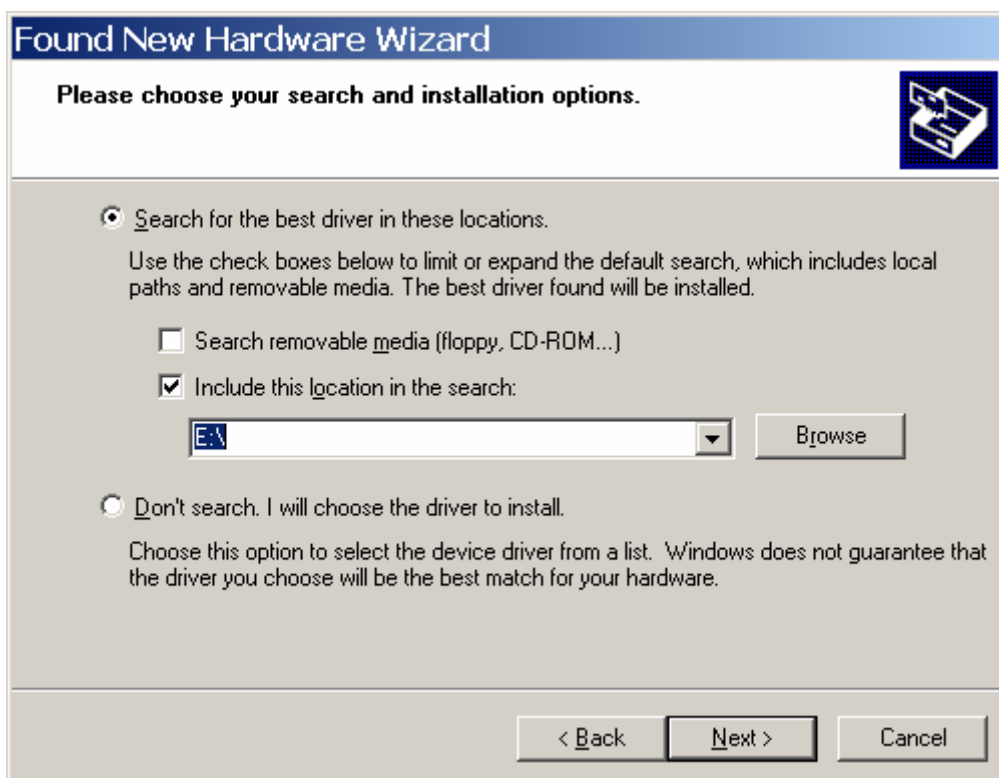 Found New Hardware Wizard
Please choose your search and installation options.
Search for the best driver in these locations.
Use the check boxes below to limit or expand the default search, which includes local
paths and removable media. The best driver found will be installed.
Search removable media (floppy, CD-ROM...)
Include this location in the search:
E:\
Browse
Don't search. I will choose the driver to install.
Choose this option to select the device driver from a list.  Windows does not guarantee that
the driver you choose will be the best match for your hardware.
< Back
Next >
Cancel